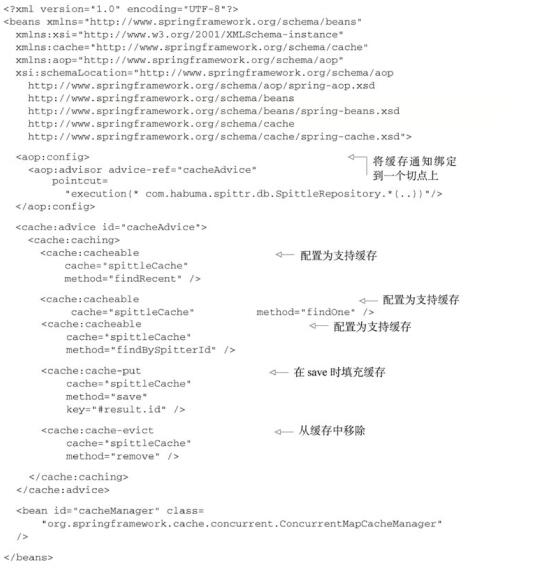 <?xml version="1.0" encoding="UTF-8"?>
<beans xmlns="http://www.springframework.org/schema/beans"
  xmlns:xsi="http://www.w3.org/2001/XMLSchema-instance"
  xmlns:cache="http://www.springframework.org/schema/cache"
  xmlns:aop="http://www.springframework.org/schema/aop"
  xsi:schemaLocation="http://www.springframework.org/schema/aop
    http://www.springframework.org/schema/aop/spring-aop.xsd
    http://www.springframework.org/schema/beans
    http://www.springframework.org/schema/beans/spring-beans.xsd
    http://www.springframework.org/schema/cache
    http://www.springframework.org/schema/cache/spring-cache.xsd">
  <aop:config> 将缓存通知绑定
    <aop:advisor advice-ref="cacheAdvice" 到一个切点上
        pointcut=
          "execution(* com.habuma.spittr.db.SpittleRepository.*(..))"/>
  </aop:config>
  <cache:advice id="cacheAdvice">
    <cache:caching>
      <cache:cacheable 配置为支持缓存
          cache="spittleCache"
          method="findRecent" />
      <cache:cacheable 配置为支持缓存
          cache="spittleCache" method="findOne" />
      <cache:cacheable 配置为支持缓存
          cache="spittleCache"
          method="findBySpitterId" />
      <cache:cache-put 在 save 时填充缓存
          cache="spittleCache"
          method="save"
          key="#result.id" />
      <cache:cache-evict 从缓存中移除
          cache="spittleCache"
          method="remove" />
    </cache:caching>
  </cache:advice>
  <bean id="cacheManager" class=
      "org.springframework.cache.concurrent.ConcurrentMapCacheManager"
  />
</beans>